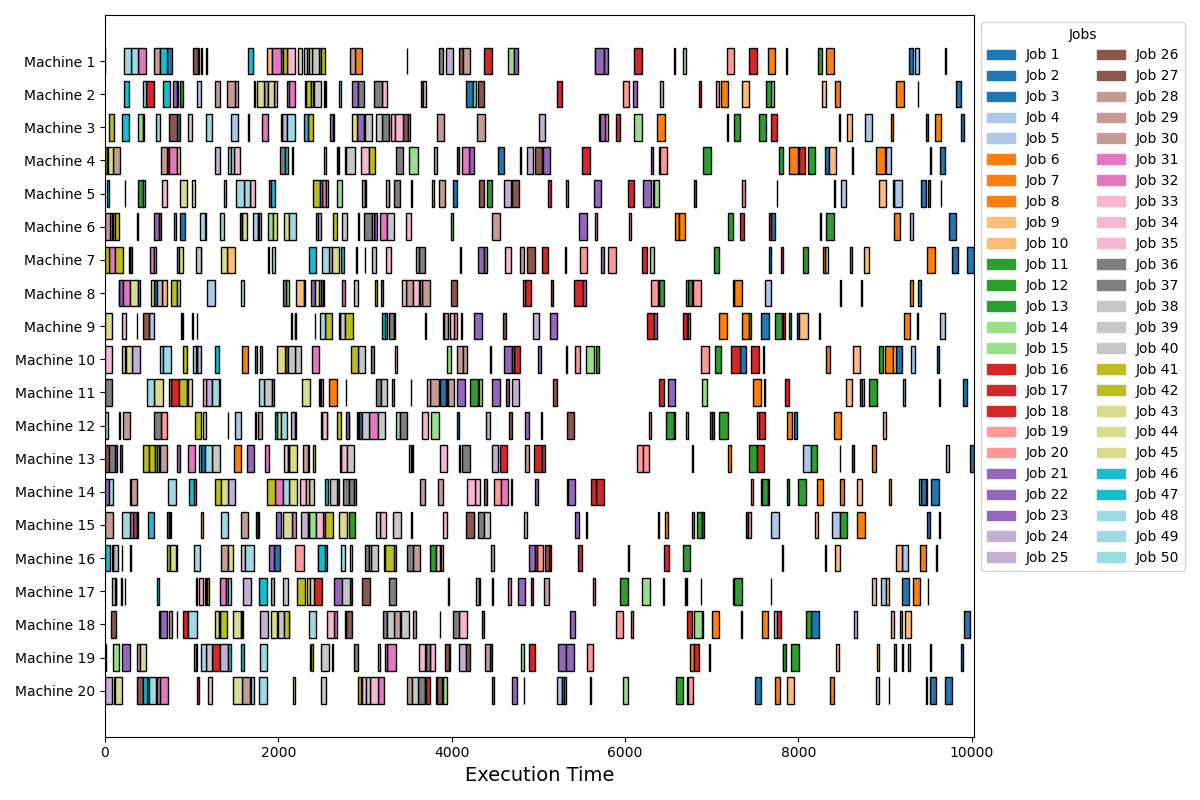 Machine 1
Machine 2
Machine 3
Machine 4
Machine 5
Machine 6
Machine 7
Machine 8
Machine 9
Machine 10
Machine 11
Machine 12
Machine 13
Machine 14
Machine 15
Machine 16
Machine 17
Machine 18
Machine 19
Machine 20
0
2000
4000
6000
8000
10000
Execution Time
Jobs
Job 1
Job 2
Job 3
Job 4
Job 5
Job 6
Job 7
Job 8
Job 9
Job 10
Job 11
Job 12
Job 13
Job 14
Job 15
Job 16
Job 17
Job 18
Job 19
Job 20
Job 21
Job 22
Job 23
Job 24
Job 25
Job 26
Job 27
Job 28
Job 29
Job 30
Job 31
Job 32
Job 33
Job 34
Job 35
Job 36
Job 37
Job 38
Job 39
Job 40
Job 41
Job 42
Job 43
Job 44
Job 45
Job 46
Job 47
Job 48
Job 49
Job 50